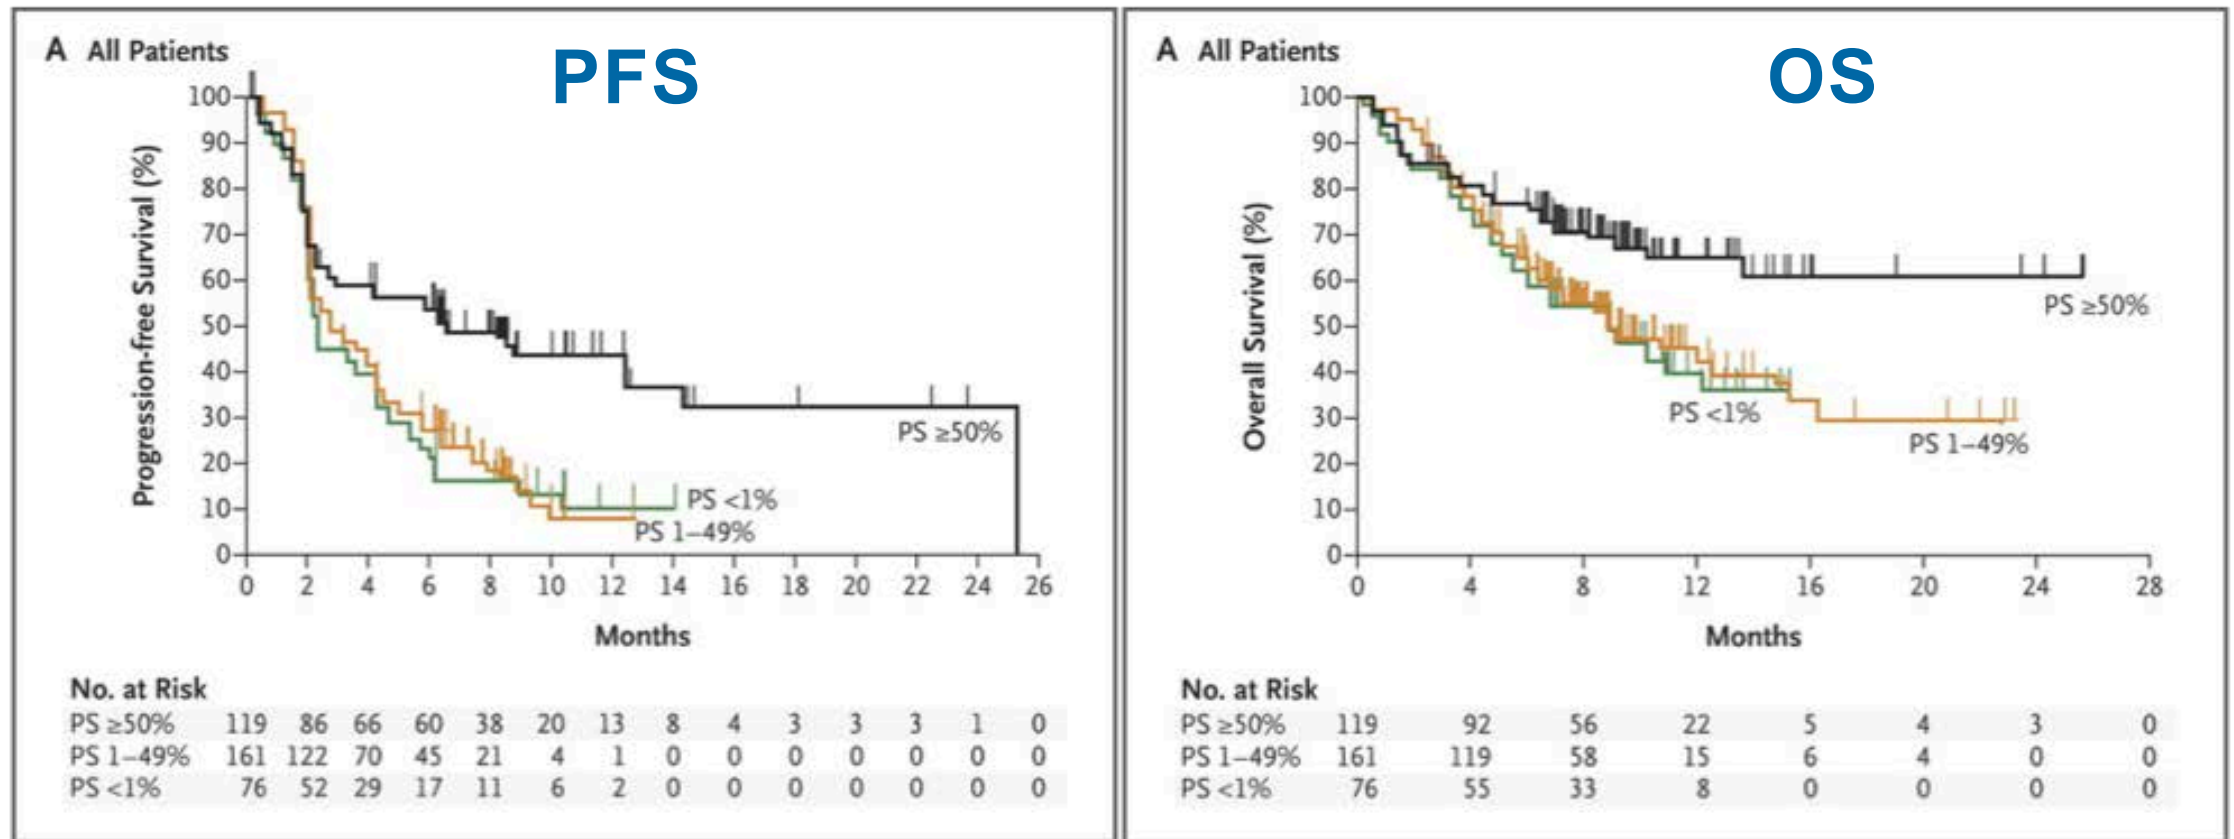 A All Patients
PFS
Progression-free Survival (%)
100
90
80
70
60
50
40
30
20
10
0
PS ≥50%
PS <1%
PS 1–49%
0 2 4 6 8 10 12 14 16 18 20 22 24 26
Months
No. at Risk
PS ≥50% 119 86 66 60 38 20 13 8 4 3 3 3 1 0
PS 1–49% 161 122 70 45 21 4 1 0 0 0 0 0 0 0
PS <1% 76 52 29 17 11 6 2 0 0 0 0 0 0 0
A All Patients
OS
Overall Survival (%)
100
90
80
70
60
50
40
30
20
10
0
PS ≥50%
PS <1%
PS 1–49%
0 4 8 12 16 20 24 28
Months
No. at Risk
PS ≥50% 119 92 56 22 5 4 3 0
PS 1–49% 161 119 58 15 6 4 0 0
PS <1% 76 55 33 8 0 0 0 0